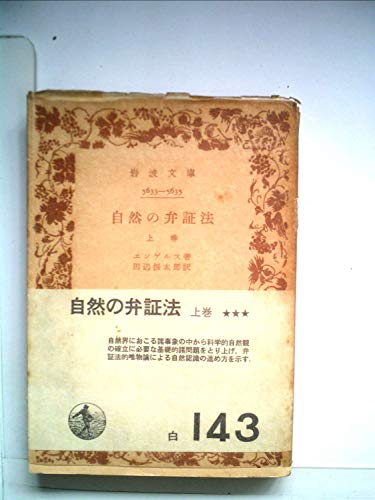 岩波文庫
5633—5635
自然の弁証法
上巻
エンゲルス著
田辺振太郎訳
自然の弁証法 上巻 ★★★
自然界におこる諸事象の中から科学的自然観
の確立に必要な基礎的諸問題をとり上げ，弁
証法的唯物論による自然認識の進め方を示す．
白 143